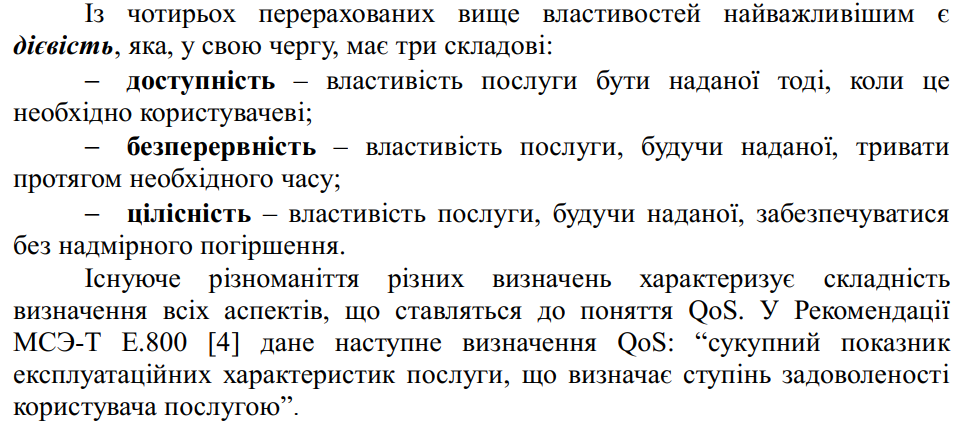 Із чотирьох перерахованих вище властивостей найважливішим є
дієвість, яка, у свою чергу, має три складові:
– доступність – властивість послуги бути наданої тоді, коли це
необхідно користувачеві;
– безперервність – властивість послуги, будучи наданої, тривати
протягом необхідного часу;
– цілісність – властивість послуги, будучи наданої, забезпечуватися
без надмірного погіршення.
Існуюче різноманіття різних визначень характеризує складність
визначення всіх аспектів, що ставляться до поняття QoS. У Рекомендації
МСЭ-Т Е.800 [4] дане наступне визначення QoS: “сукупний показник
експлуатаційних характеристик послуги, що визначає ступінь задоволеності
користувача послугою”.